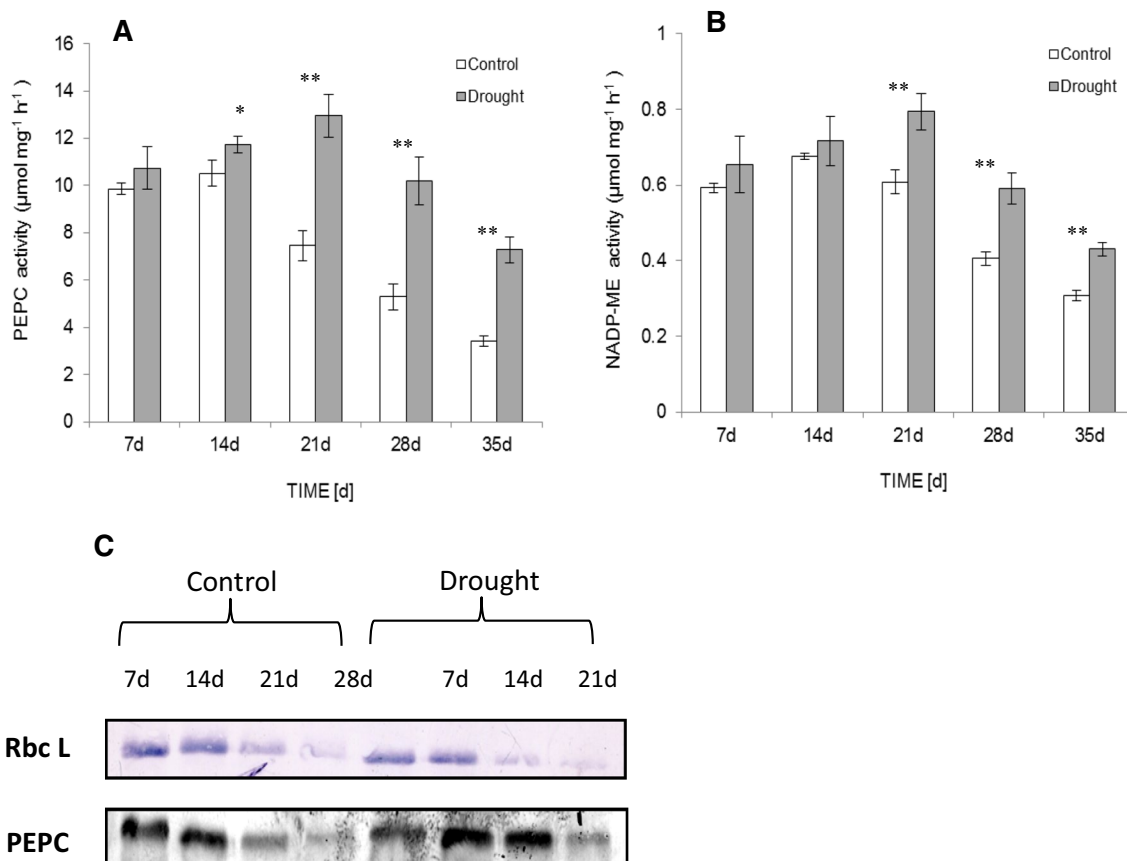 A
PEPC activity (µmol mg⁻¹ h⁻¹ )
16
14
12
10
8
6
4
2
0
Control
Drought
*
**
**
**
7d 14d 21d 28d 35d
TIME [d]
B
NADP-ME activity (µmol mg⁻¹ h⁻¹ )
1
0.8
0.6
0.4
0.2
0
Control
Drought
**
**
**
7d 14d 21d 28d 35d
TIME [d]
C
Control Drought
7d 14d 21d 28d 7d 14d 21d
Rbc L
PEPC